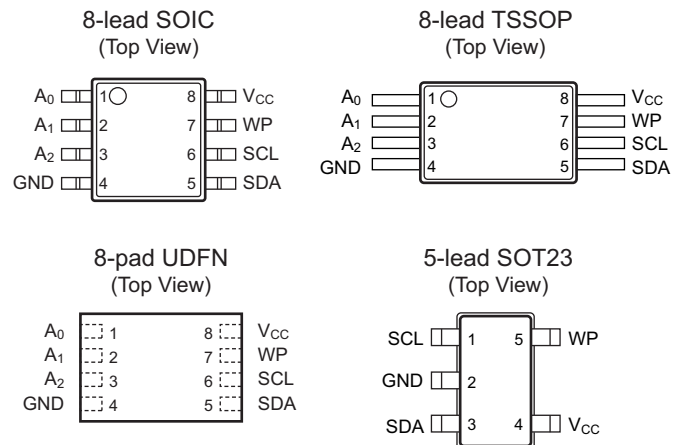 8-lead SOIC
(Top View)
A0 1 8 VCC
A1 2 7 WP
A2 3 6 SCL
GND 4 5 SDA
8-lead TSSOP
(Top View)
A0 1 8 VCC
A1 2 7 WP
A2 3 6 SCL
GND 4 5 SDA
8-pad UDFN
(Top View)
A0 1 8 VCC
A1 2 7 WP
A2 3 6 SCL
GND 4 5 SDA
5-lead SOT23
(Top View)
SCL 1 5 WP
GND 2
SDA 3 4 VCC